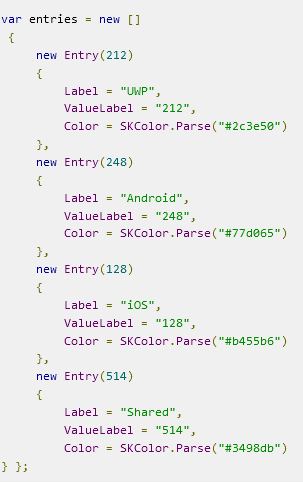 var entries = new []
{
new Entry(212)
{
Label = "UWP",
ValueLabel = "212",
Color = SKColor.Parse("#2c3e50")
},
new Entry(248)
{
Label = "Android",
ValueLabel = "248",
Color = SKColor.Parse("#77d065")
},
new Entry(128)
{
Label = "iOS",
ValueLabel = "128",
Color = SKColor.Parse("#b455b6")
},
new Entry(514)
{
Label = "Shared",
ValueLabel = "514",
Color = SKColor.Parse("#3498db")
} };